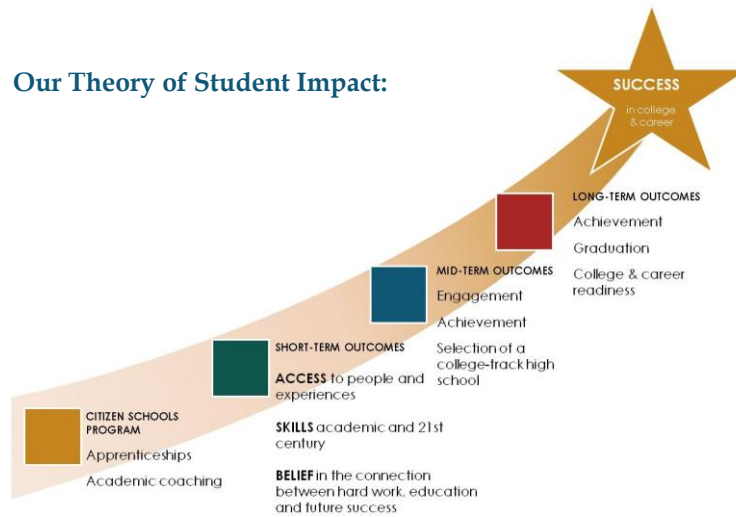 Our Theory of Student Impact:
SUCCESS
in college
& career
LONG-TERM OUTCOMES
Achievement
Graduation
College & career
readiness
MID-TERM OUTCOMES
Engagement
Achievement
Selection of a
college-track high
school
SHORT-TERM OUTCOMES
ACCESS to people and
experiences
SKILLS academic and 21st
century
BELIEF in the connection
between hard work, education
and future success
CITIZEN SCHOOLS
PROGRAM
Apprenticeships
Academic coaching